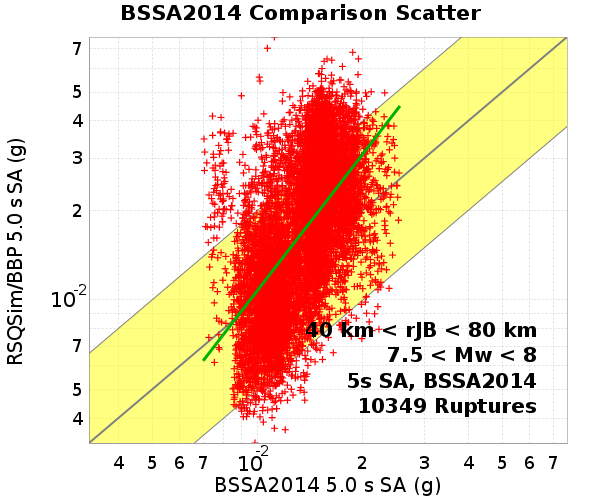 BSSA2014 Comparison Scatter
RSQSim/BBP 5.0 s SA (g)
7
5
4
3
2
10-2
7
5
4
40 km < rJB < 80 km
7.5 < Mw < 8
5s SA, BSSA2014
10349 Ruptures
4 5 6 7 10-2 2 3 4 5 6 7
BSSA2014 5.0 s SA (g)